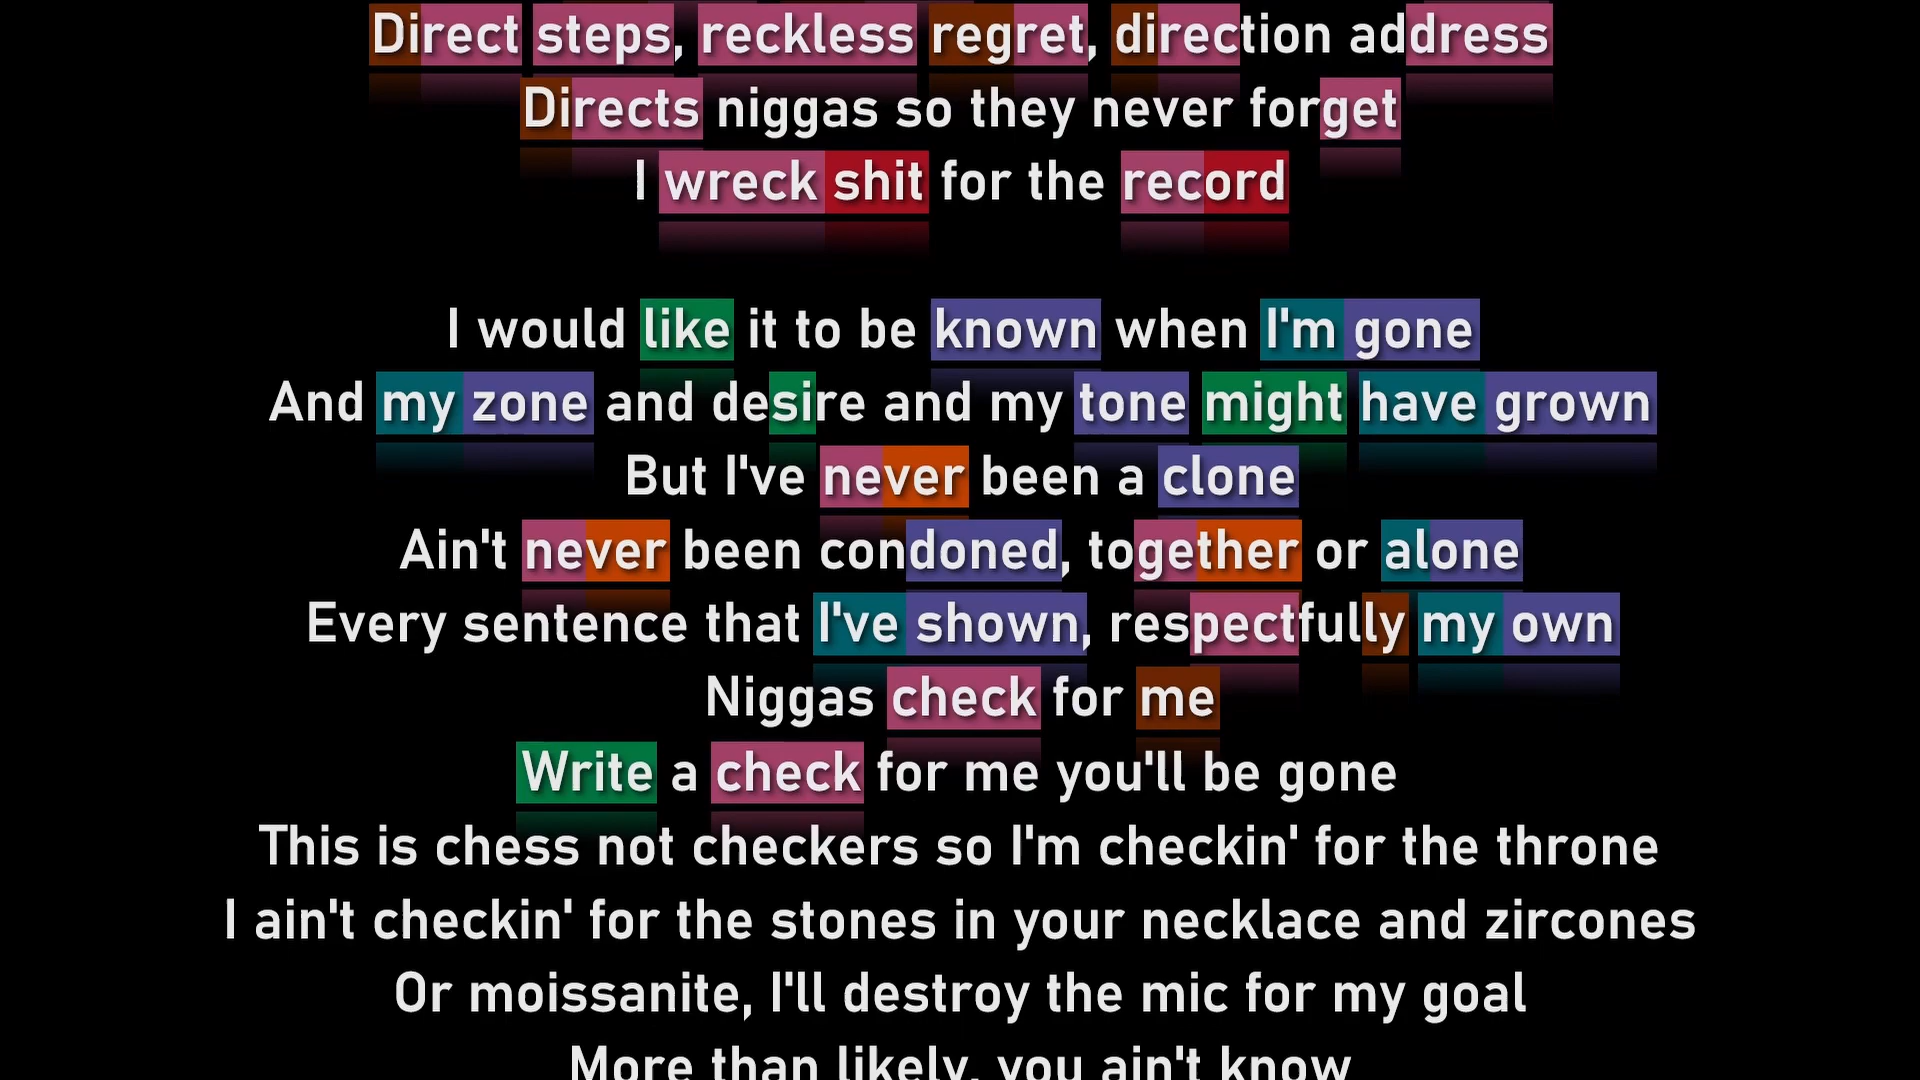 Direct steps, reckless regret, direction address
Directs niggas so they never forget
I wreck shit for the record
I would like it to be known when I'm gone
And my zone and desire and my tone might have grown
But I've never been a clone
Ain't never been condoned, together or alone
Every sentence that I've shown, respectfully my own
Niggas check for me
Write a check for me you'll be gone
This is chess not checkers so I'm checkin' for the throne
I ain't checkin' for the stones in your necklace and zircones
Or moissanite, I'll destroy the mic for my goal
More than likely, you ain't know